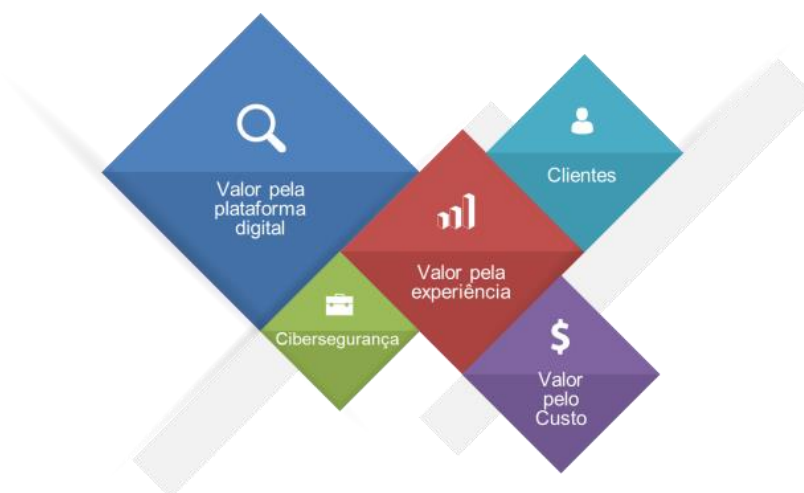 Valor pela
plataforma
digital
Clientes
Valor pela
experiência
Cibersegurança
$
Valor
pelo
Custo